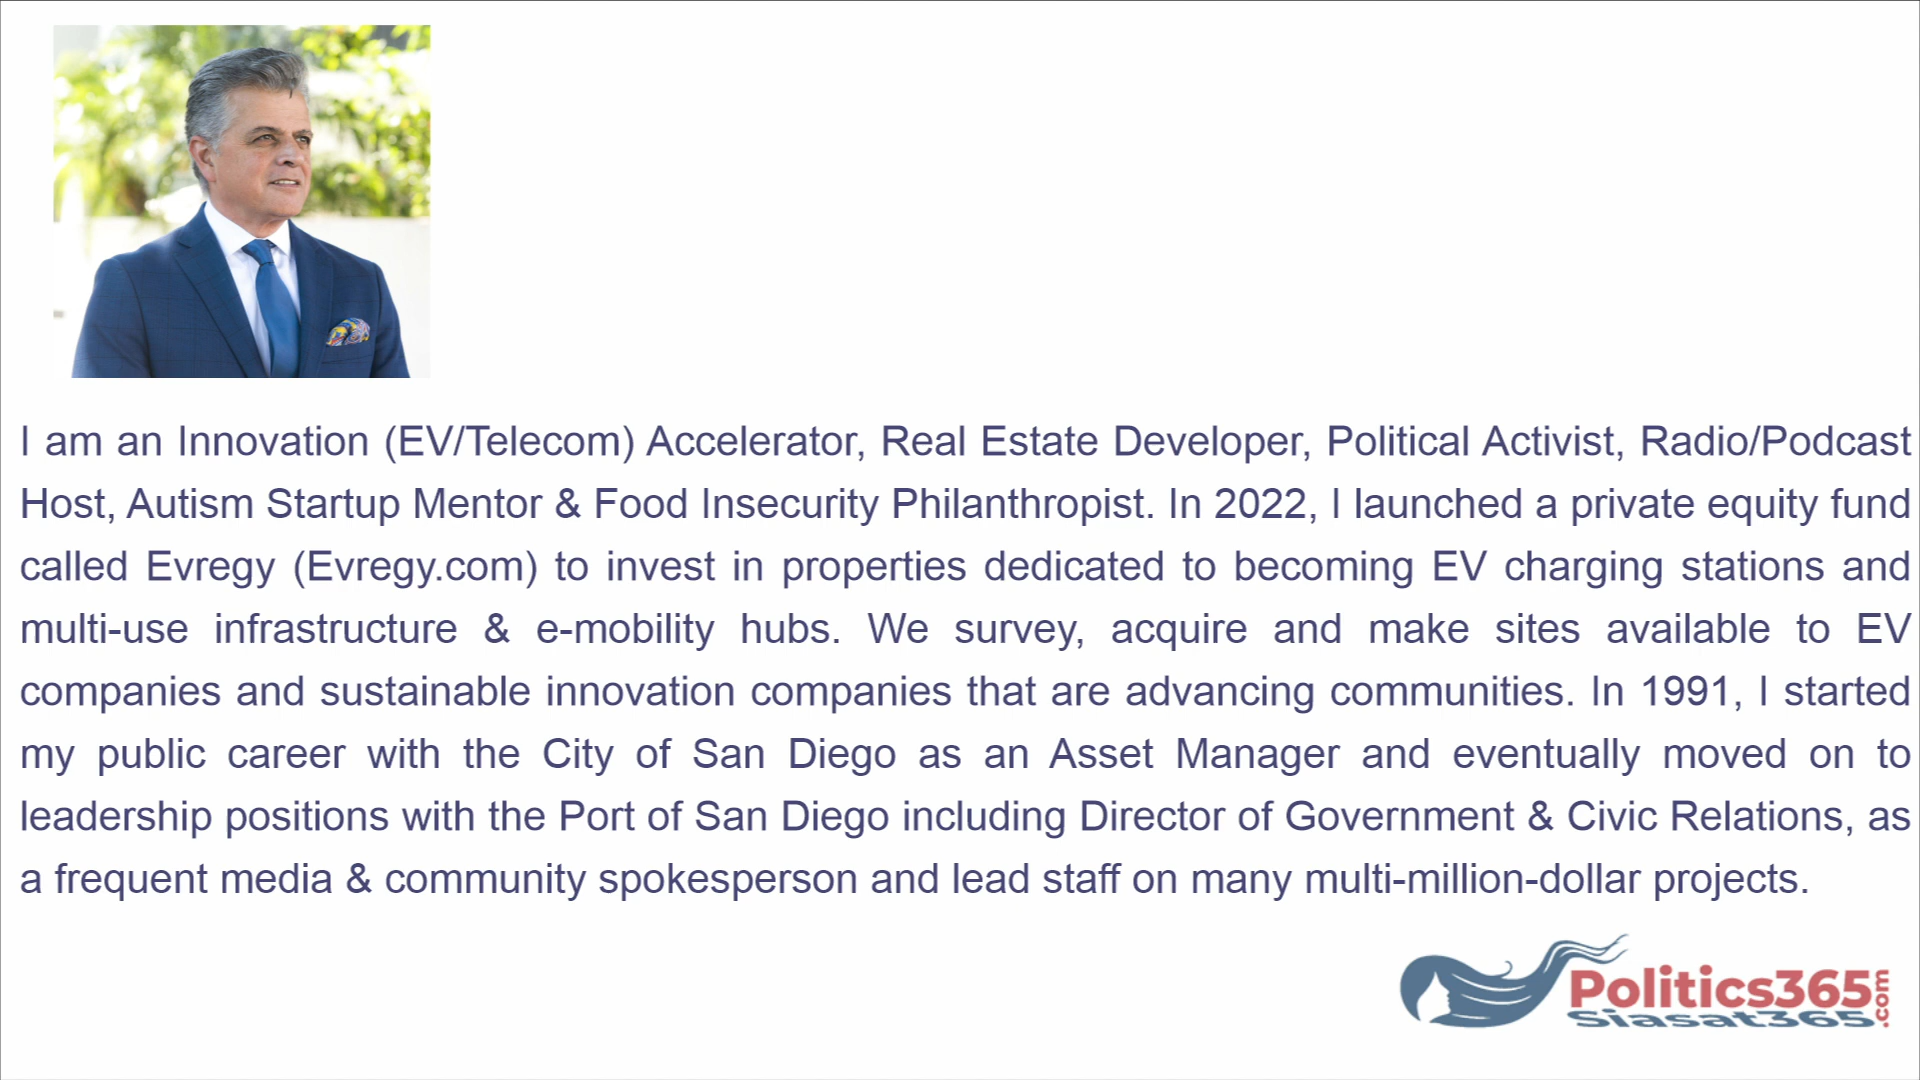 I am an Innovation (EV/Telecom) Accelerator, Real Estate Developer, Political Activist, Radio/Podcast
Host, Autism Startup Mentor & Food Insecurity Philanthropist. In 2022, I launched a private equity fund
called Evregy (Evregy.com) to invest in properties dedicated to becoming EV charging stations and
multi-use infrastructure & e-mobility hubs. We survey, acquire and make sites available to EV
companies and sustainable innovation companies that are advancing communities. In 1991, I started
my public career with the City of San Diego as an Asset Manager and eventually moved on to
leadership positions with the Port of San Diego including Director of Government & Civic Relations, as
a frequent media & community spokesperson and lead staff on many multi-million-dollar projects.
Politics365
Siasat365
.com